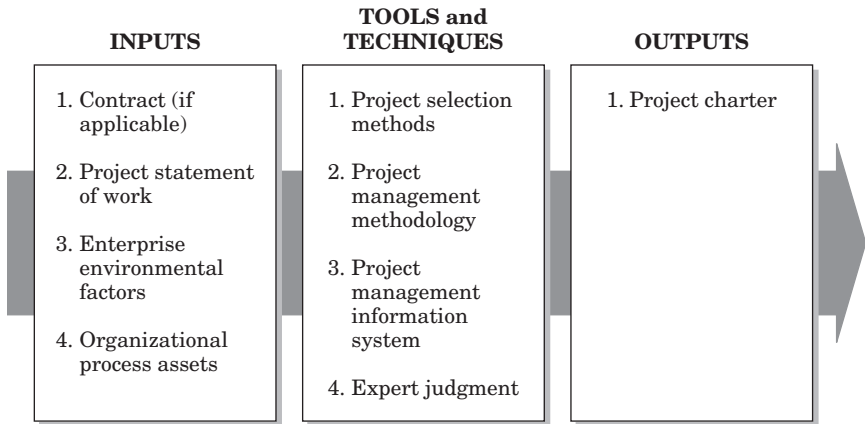 INPUTS
1. Contract (if
applicable)
2. Project statement
of work
3. Enterprise
environmental
factors
4. Organizational
process assets
TOOLS and
TECHNIQUES
1. Project selection
methods
2. Project
management
methodology
3. Project
management
information
system
4. Expert judgment
OUTPUTS
1. Project charter